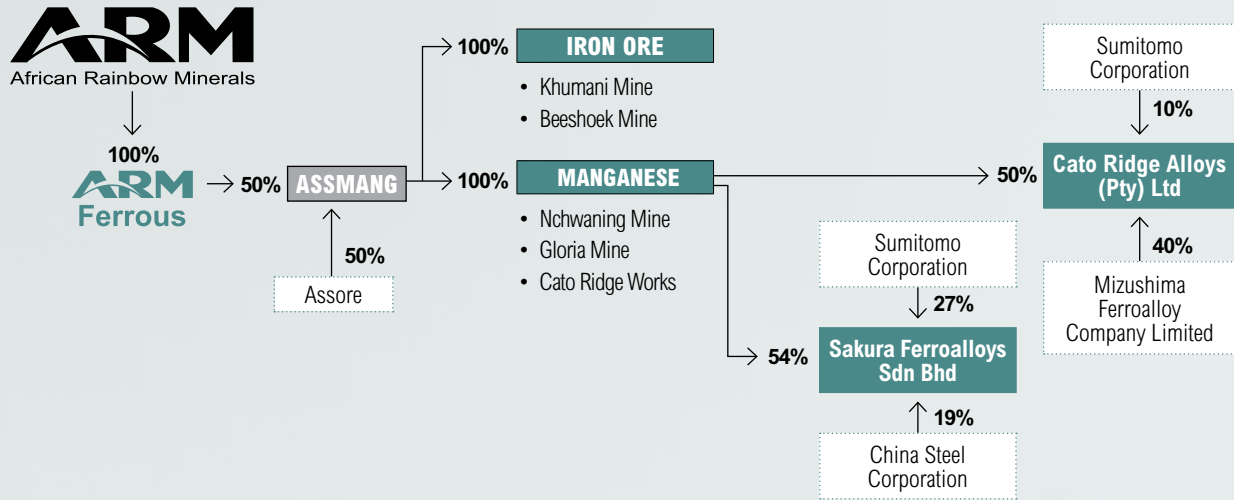 ARM
African Rainbow Minerals
100%
ARM
Ferrous
50%
ASSMANG
50%
Assore
100%
IRON ORE
• Khumani Mine
• Beeshoek Mine
100%
MANGANESE
• Nchwaning Mine
• Gloria Mine
• Cato Ridge Works
Sumitomo
Corporation
10%
50%
Cato Ridge Alloys
(Pty) Ltd
40%
Mizushima
Ferroalloy
Company Limited
Sumitomo
Corporation
27%
54%
Sakura Ferroalloys
Sdn Bhd
19%
China Steel
Corporation